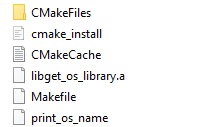 CMakeFiles
cmake_install
CMakeCache
libget_os_library.a
Makefile
print_os_name